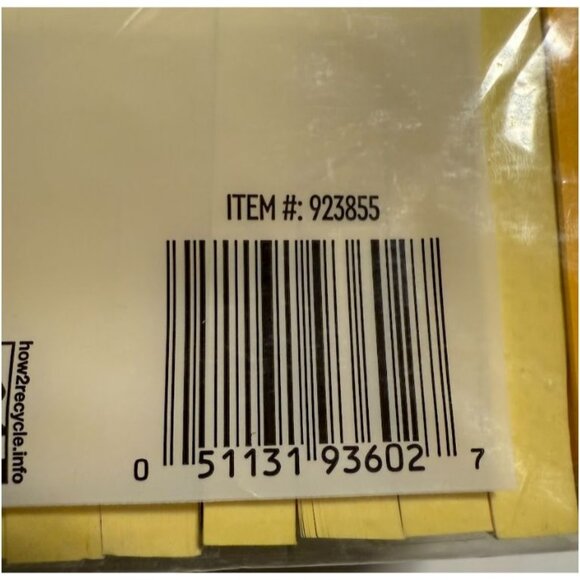 ITEM #: 923855
how2recycle.info
0 51131 93602 7